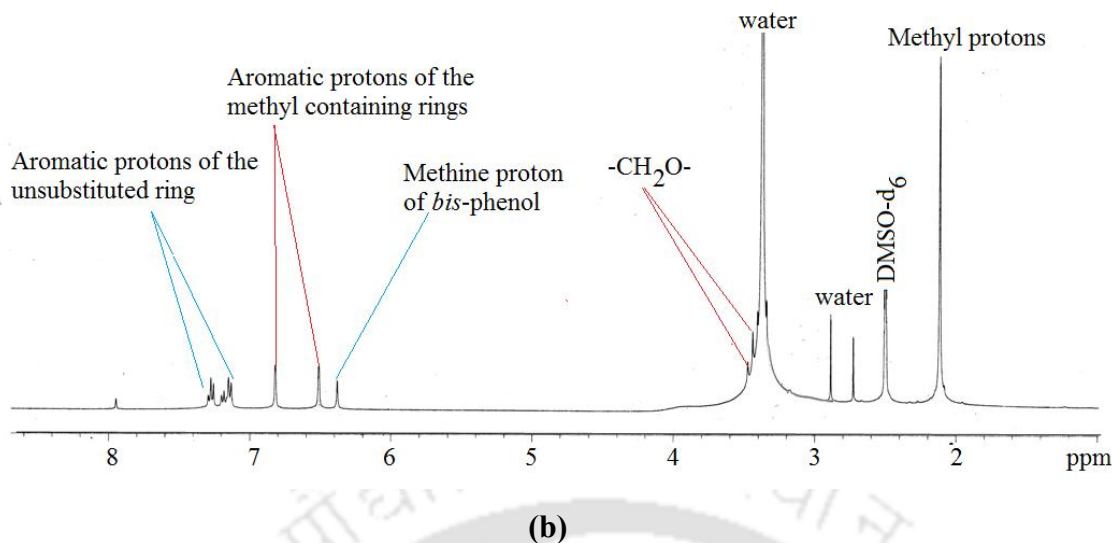 water
Methyl protons
Aromatic protons of the
methyl containing rings
Aromatic protons of the
unsubstituted ring
Methine proton
of bis-phenol
-CH2O-
water
DMSO-d6
8 7 6 5 4 3 2 ppm
(b)